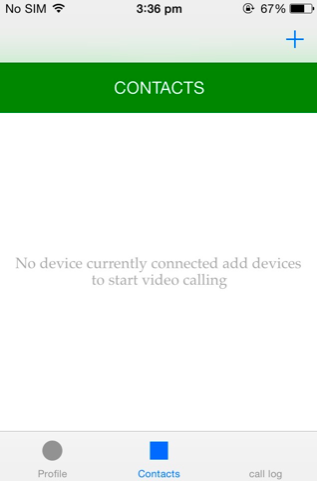 No SIM 3:36 pm 67%
+
CONTACTS
No device currently connected add devices
to start video calling
Profile Contacts call log